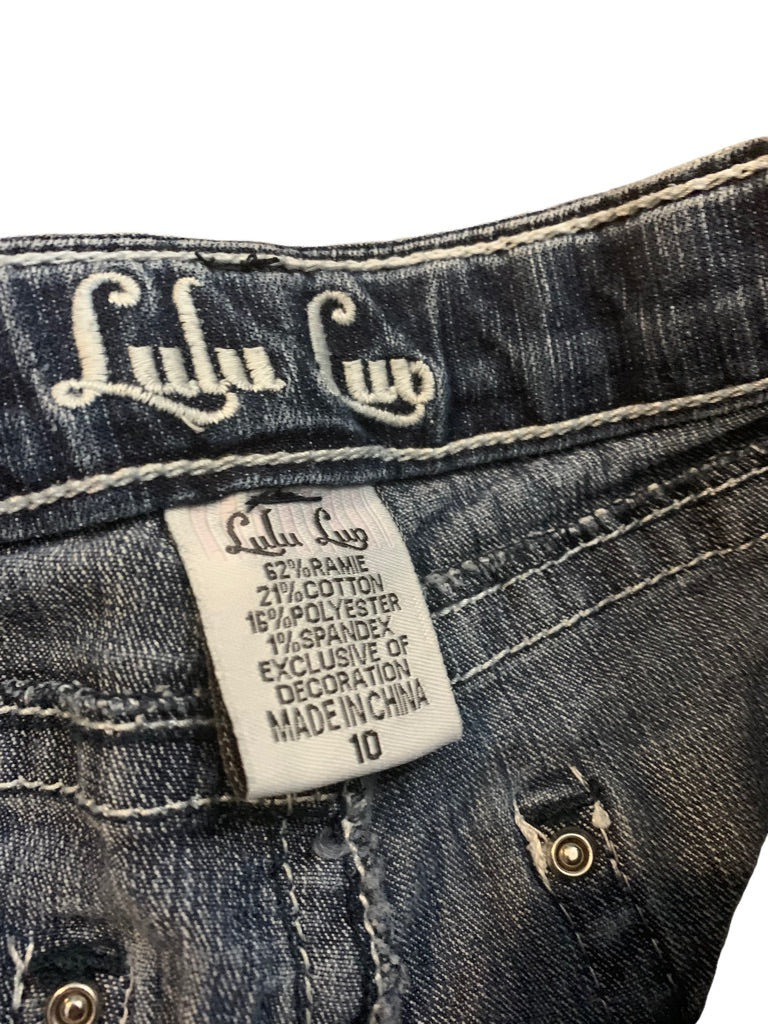 Lulu Luv
Lulu Luv
62%RAMIE
21%COTTON
16%POLYESTER
1%SPANDEX
EXCLUSIVE OF
DECORATION
MADE IN CHINA
10